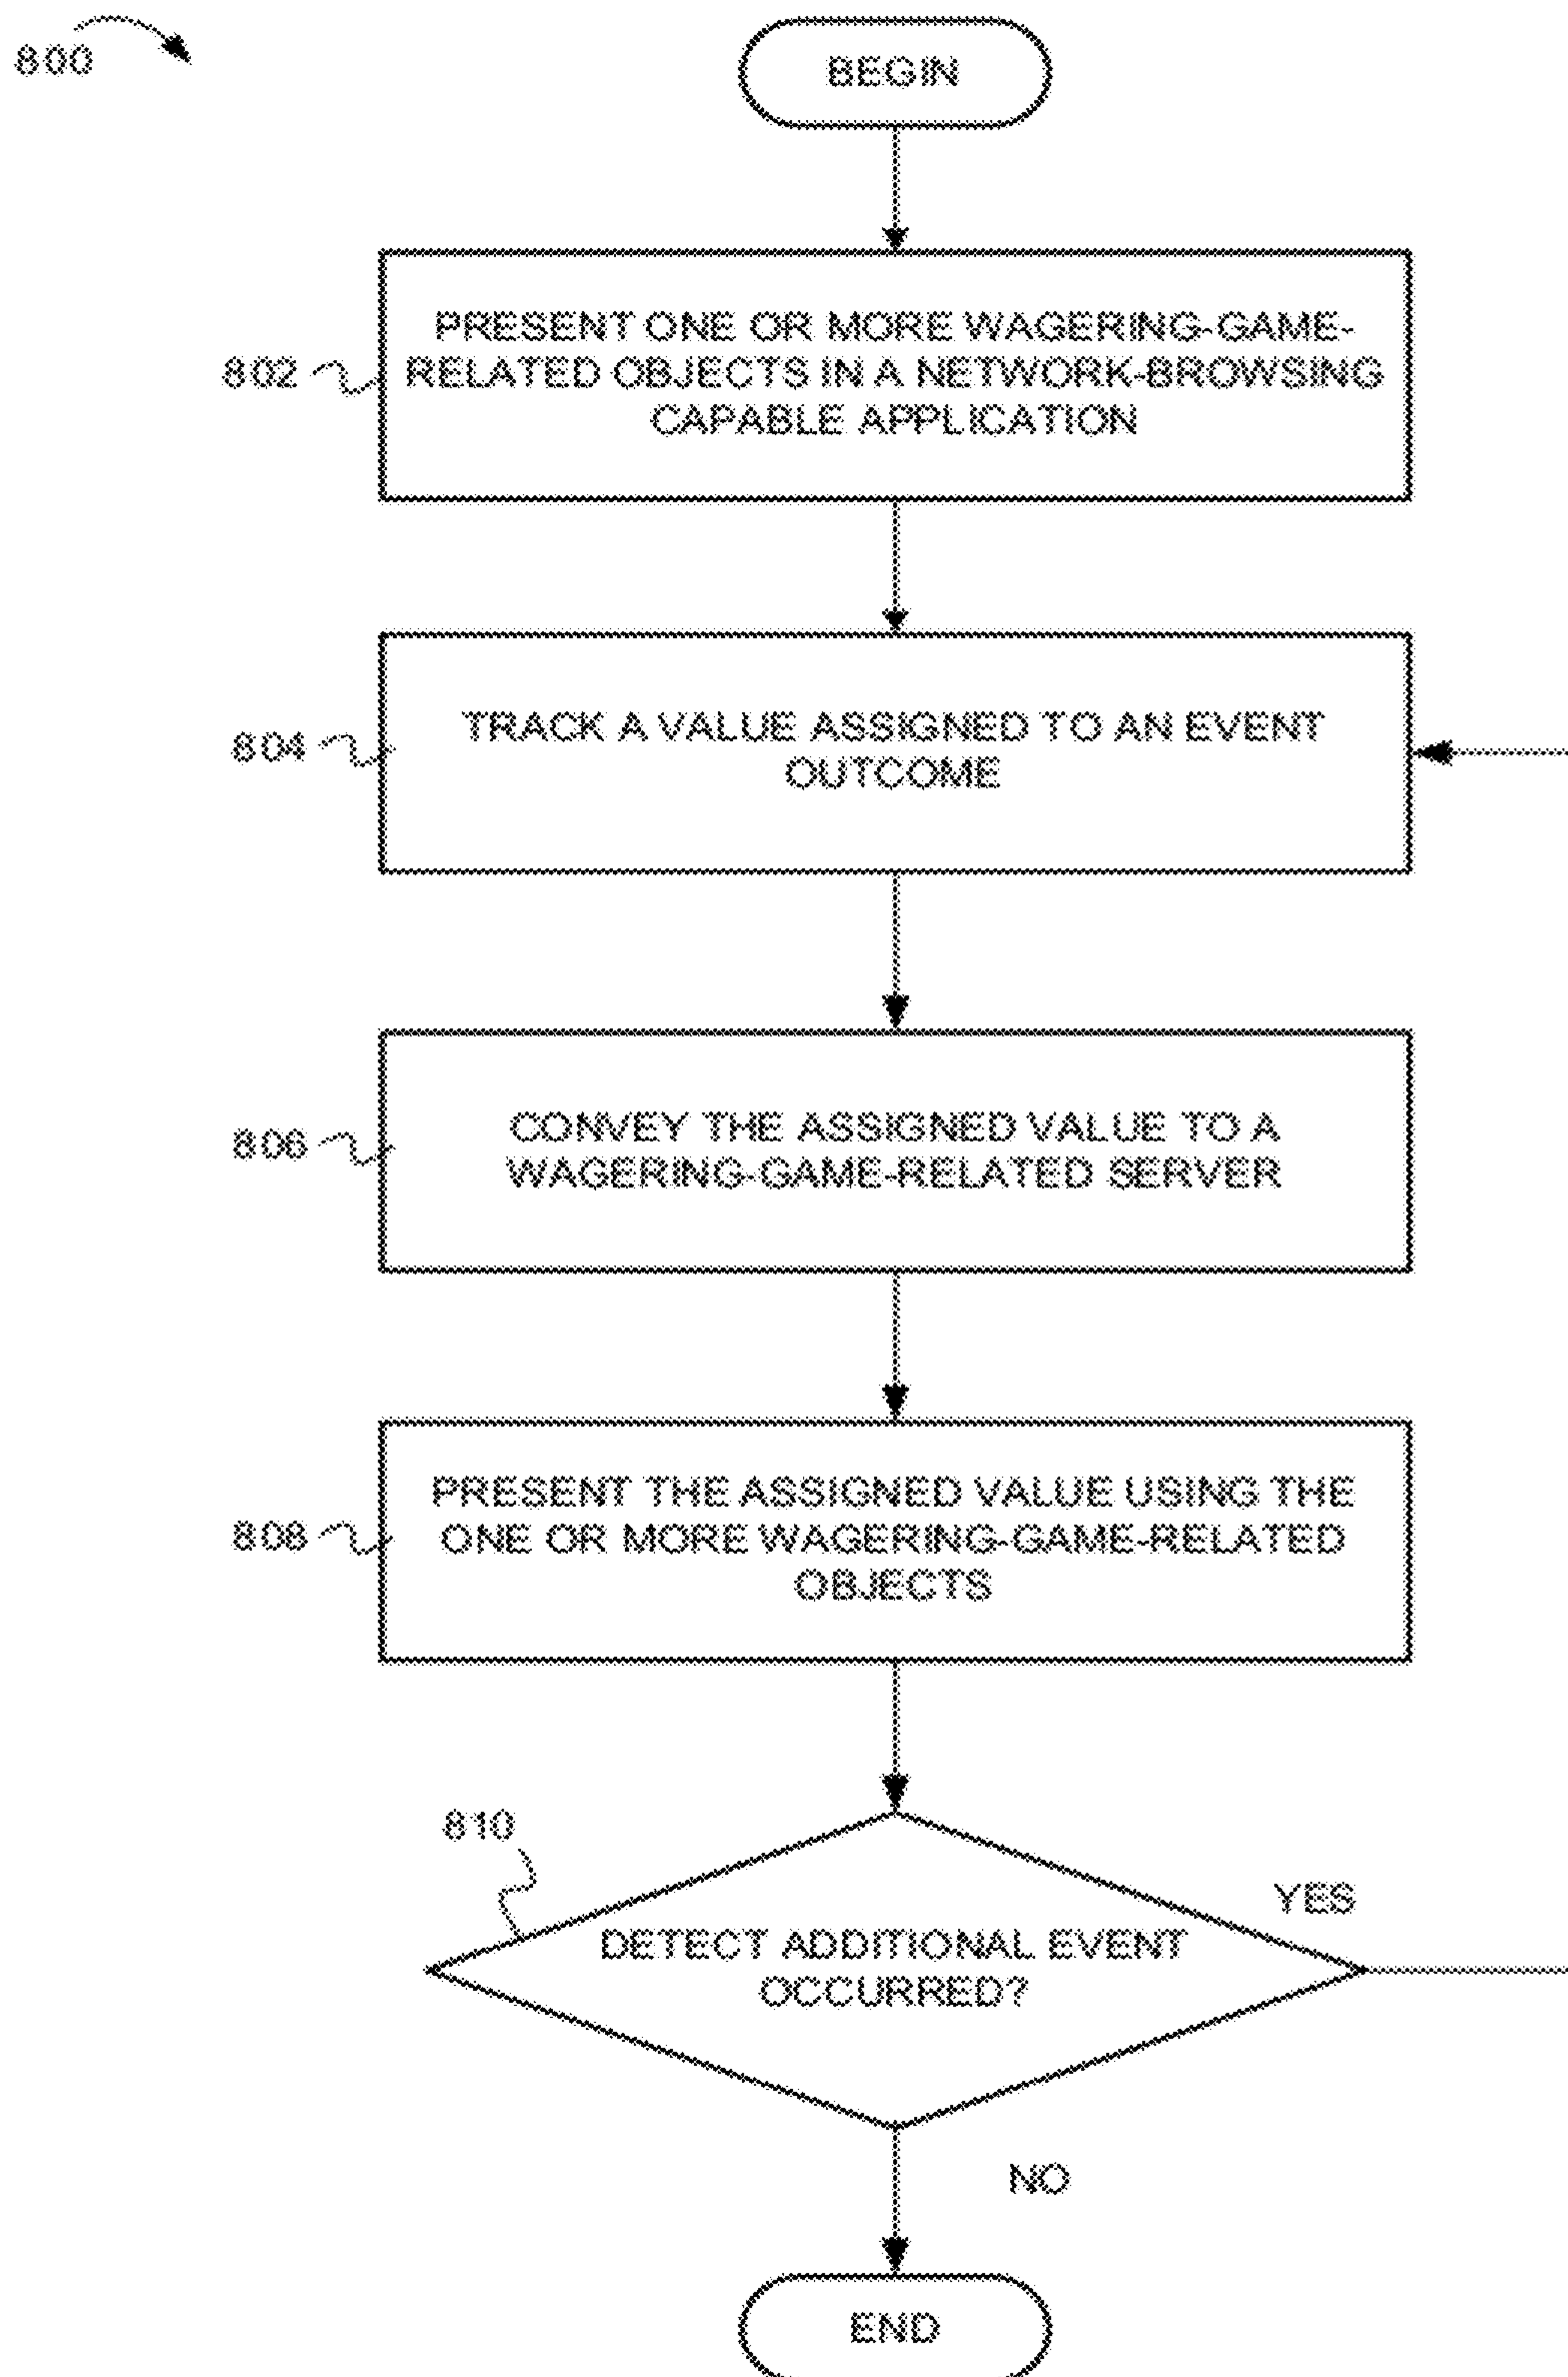 800
BEGIN
802
PRESENT ONE OR MORE WAGERING-GAME-
RELATED OBJECTS IN A NETWORK-BROWSING
CAPABLE APPLICATION
804
TRACK A VALUE ASSIGNED TO AN EVENT
OUTCOME
806
CONVEY THE ASSIGNED VALUE TO A
WAGERING-GAME-RELATED SERVER
808
PRESENT THE ASSIGNED VALUE USING THE
ONE OR MORE WAGERING-GAME-RELATED
OBJECTS
810
DETECT ADDITIONAL EVENT
OCCURRED?
YES
NO
END